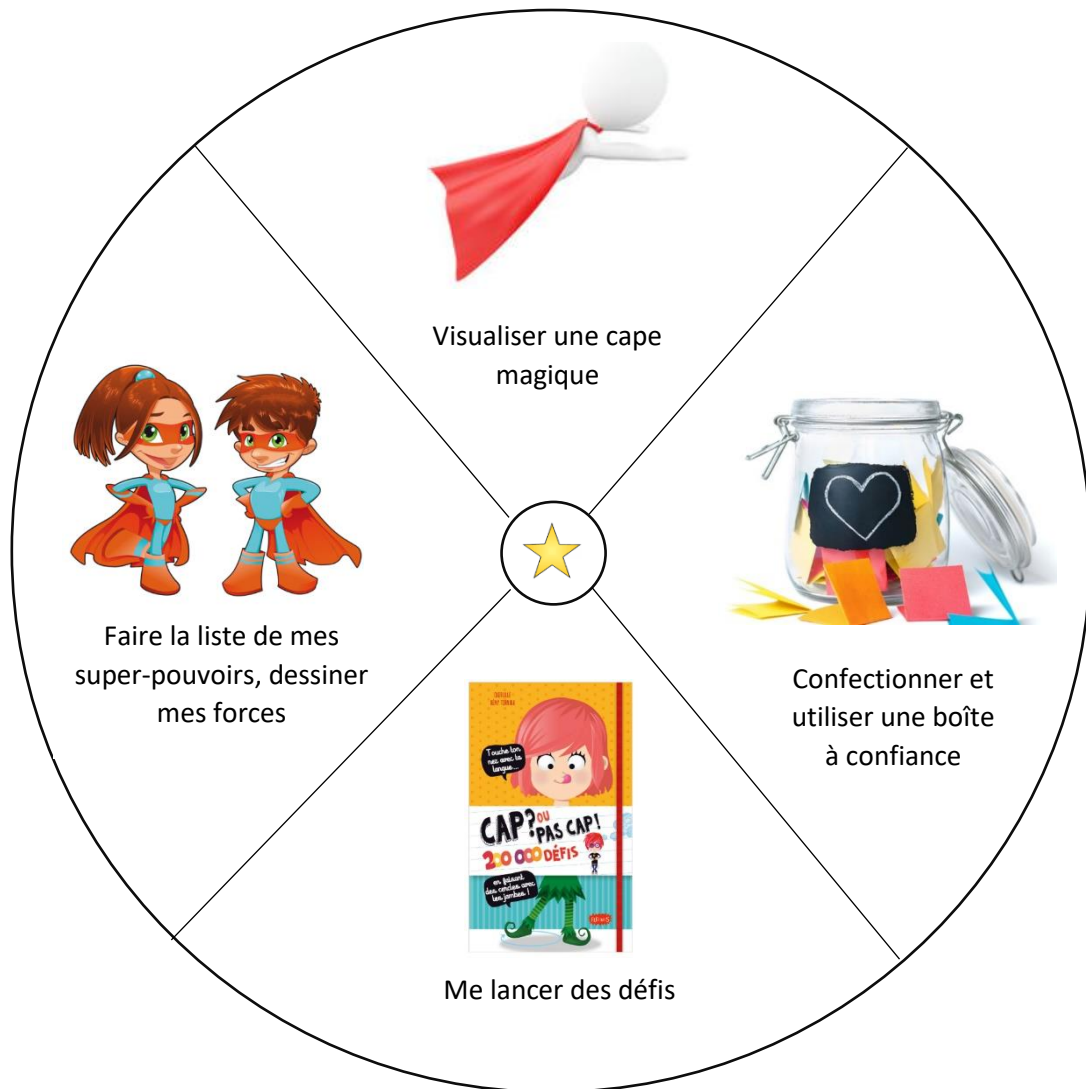 Visualiser une cape
magique
Faire la liste de mes
super-pouvoirs, dessiner
mes forces
Confectionner et
utiliser une boîte
à confiance
Touche ton
nez avec ta
langue...
CAP? OU
PAS CAP!
200 000 DÉFIS
en faisant
des cercles avec
tes jambes !
Me lancer des défis